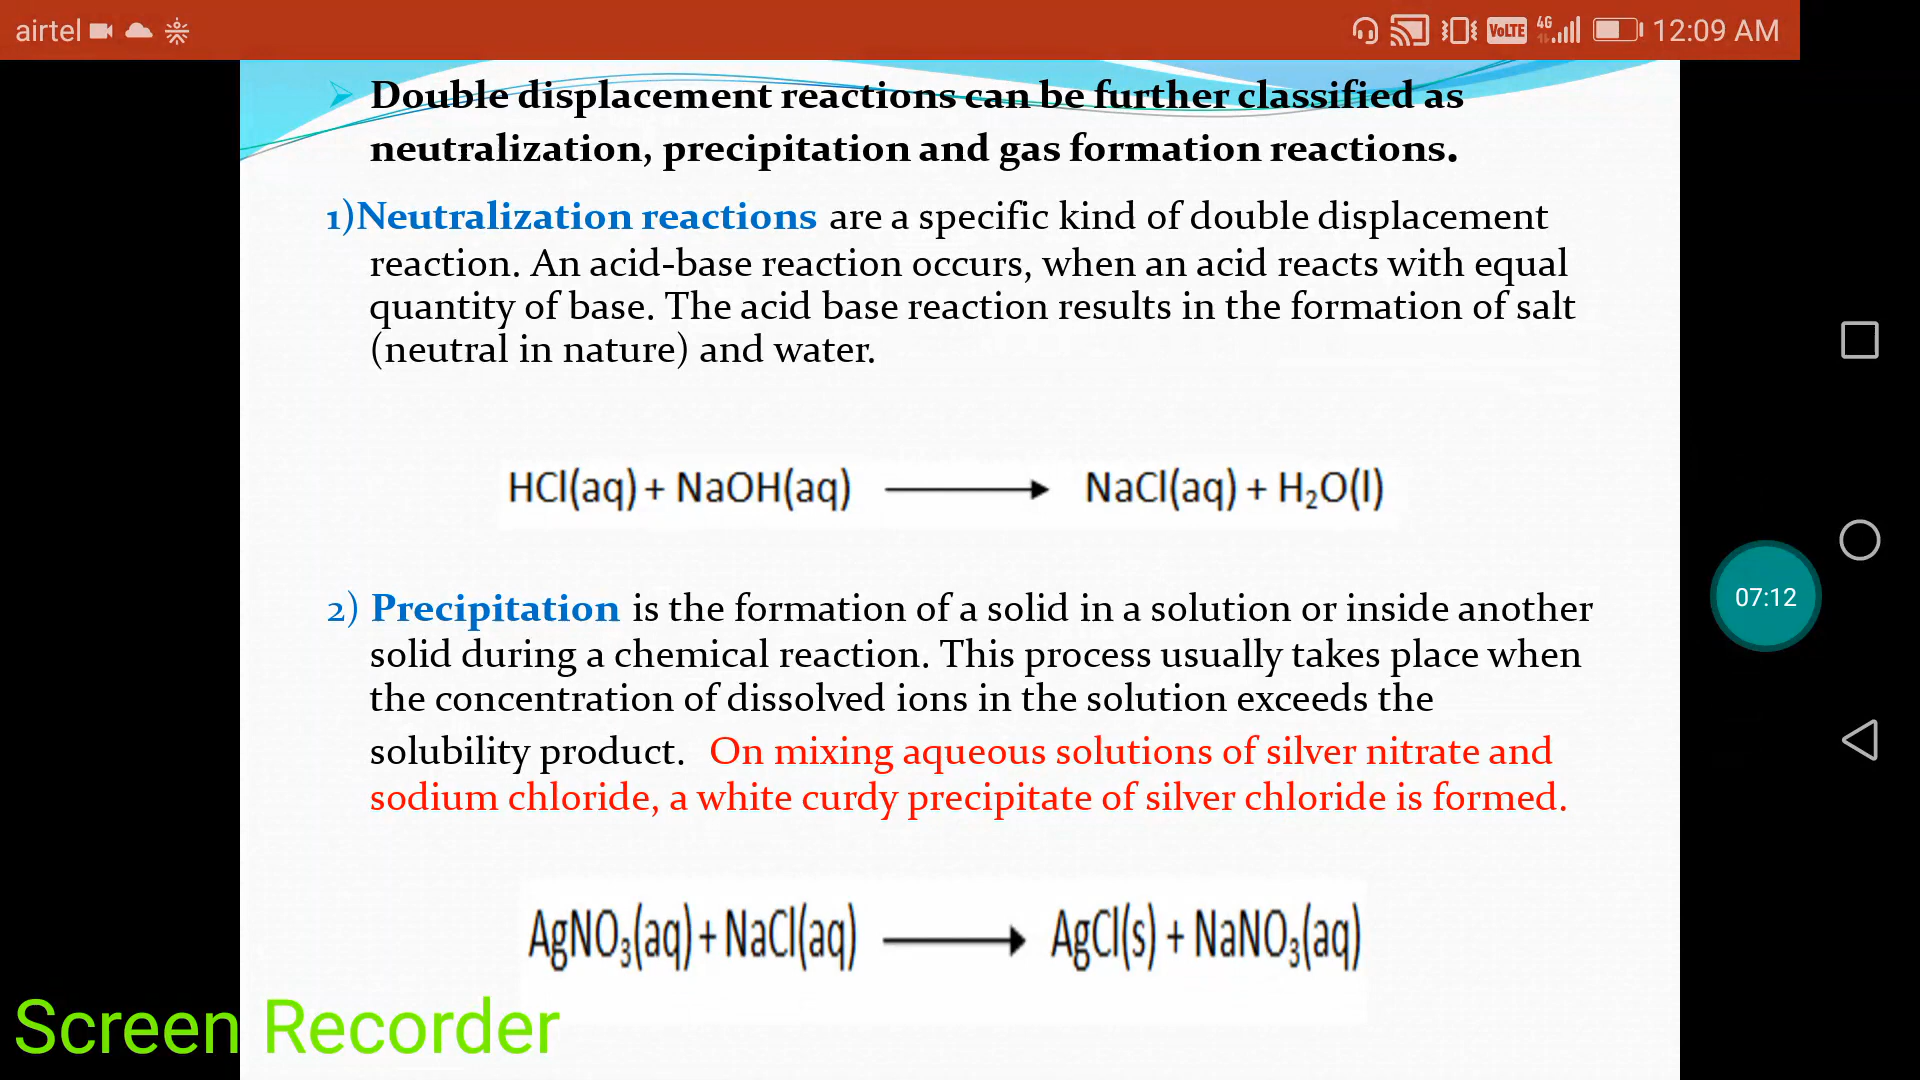 airtel VoLTE 4G 12:09 AM
Double displacement reactions can be further classified as
neutralization, precipitation and gas formation reactions.
1)Neutralization reactions are a specific kind of double displacement
reaction. An acid-base reaction occurs, when an acid reacts with equal
quantity of base. The acid base reaction results in the formation of salt
(neutral in nature) and water.
HCl(aq) + NaOH(aq) ⟶ NaCl(aq) + H₂O(l)
2) Precipitation is the formation of a solid in a solution or inside another
07:12
solid during a chemical reaction. This process usually takes place when
the concentration of dissolved ions in the solution exceeds the
solubility product. On mixing aqueous solutions of silver nitrate and
sodium chloride, a white curdy precipitate of silver chloride is formed.
AgNO₃(aq) + NaCl(aq) ⟶ AgCl(s) + NaNO₃(aq)
Screen Recorder